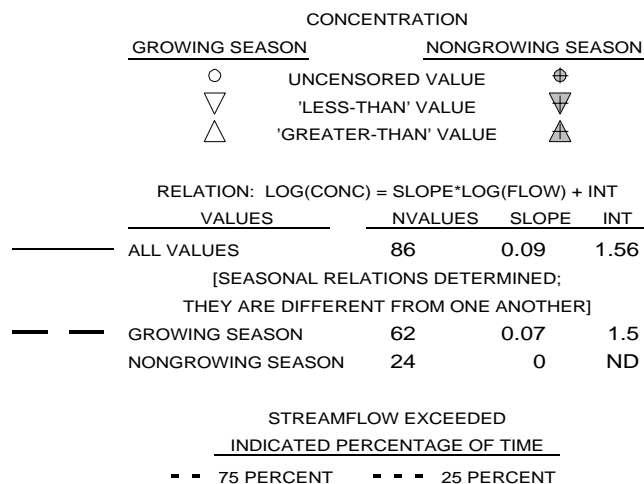 CONCENTRATION
GROWING SEASON NONGROWING SEASON
UNCENSORED VALUE
'LESS-THAN' VALUE
'GREATER-THAN' VALUE
RELATION: LOG(CONC) = SLOPE*LOG(FLOW) + INT
VALUES NVALUES SLOPE INT
ALL VALUES 86 0.09 1.56
[SEASONAL RELATIONS DETERMINED;
THEY ARE DIFFERENT FROM ONE ANOTHER]
GROWING SEASON 62 0.07 1.5
NONGROWING SEASON 24 0 ND
STREAMFLOW EXCEEDED
INDICATED PERCENTAGE OF TIME
75 PERCENT 25 PERCENT